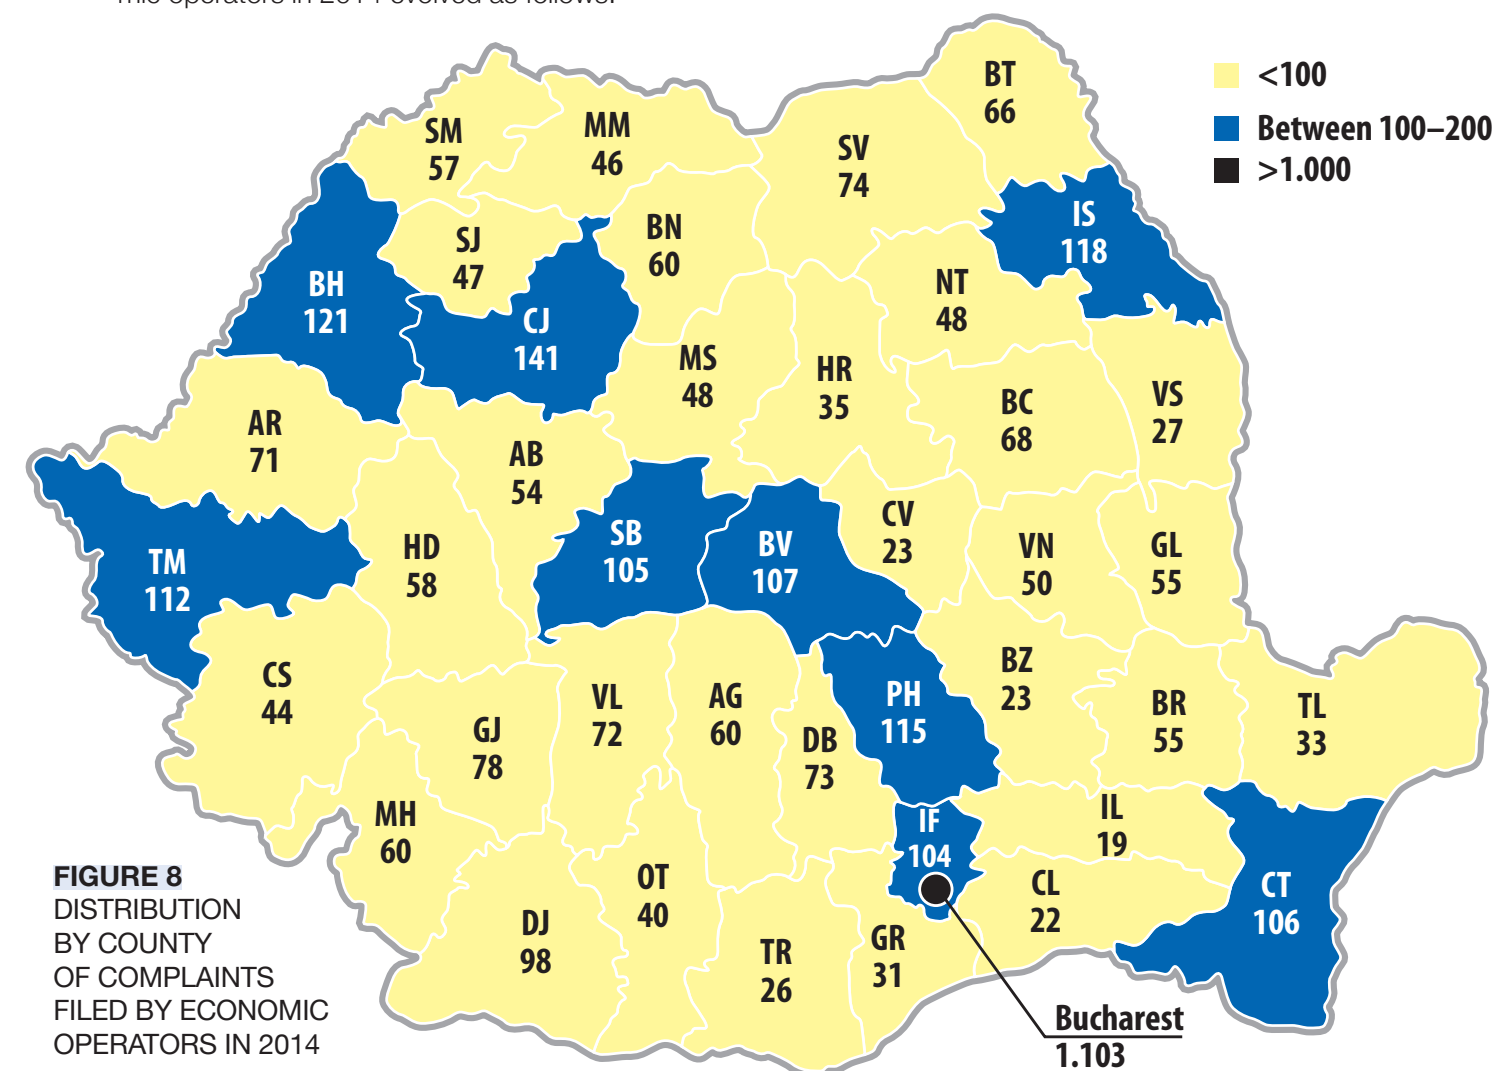 BT
66
<100
Between 100–200
>1.000
SM
57
MM
46
SV
74
IS
118
BN
60
SJ
47
BH
121
CJ
141
NT
48
MS
48
HR
35
BC
68
VS
27
AR
71
AB
54
CV
23
SB
105
BV
107
VN
50
GL
55
TM
112
HD
58
CS
44
VL
72
AG
60
PH
115
BZ
23
BR
55
TL
33
GJ
78
DB
73
MH
60
IF
104
IL
19
CL
22
CT
106
OT
40
DJ
98
TR
26
GR
31
Bucharest
1.103
FIGURE 8
DISTRIBUTION
BY COUNTY
OF COMPLAINTS
FILED BY ECONOMIC
OPERATORS IN 2014